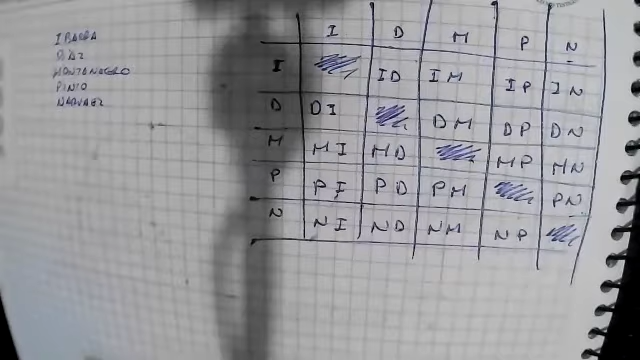 IBARRA
DIAZ
MONTENEGRO
PINTO
NARVAEZ
I D M P N
I ID IM IP IN
D DI DM DP DN
M MI MD MP MN
P PI PD PM PN
N NI ND NM NP